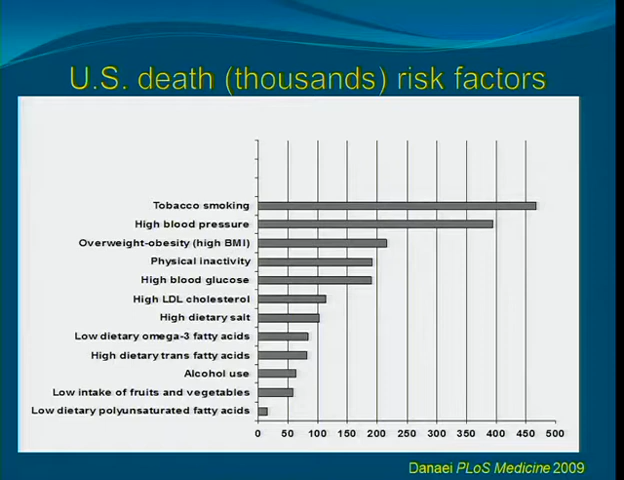 U.S. death (thousands) risk factors
Tobacco smoking
High blood pressure
Overweight-obesity (high BMI)
Physical inactivity
High blood glucose
High LDL cholesterol
High dietary salt
Low dietary omega-3 fatty acids
High dietary trans fatty acids
Alcohol use
Low intake of fruits and vegetables
Low dietary polyunsaturated fatty acids
0 50 100 150 200 250 300 350 400 450 500
Danaei PLoS Medicine 2009